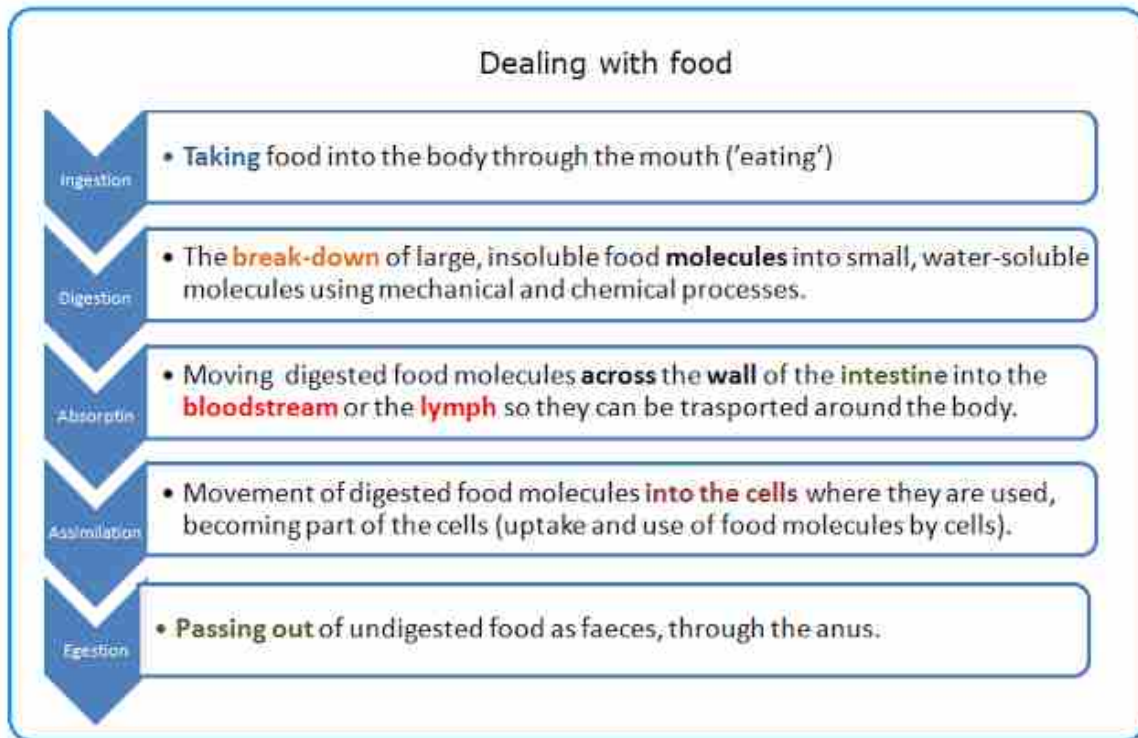 Dealing with food
Ingestion
• Taking food into the body through the mouth ('eating')
Digestion
• The break-down of large, insoluble food molecules into small, water-soluble
molecules using mechanical and chemical processes.
Absorptin
• Moving digested food molecules across the wall of the intestine into the
bloodstream or the lymph so they can be trasported around the body.
Assimilation
• Movement of digested food molecules into the cells where they are used,
becoming part of the cells (uptake and use of food molecules by cells).
Egestion
• Passing out of undigested food as faeces, through the anus.